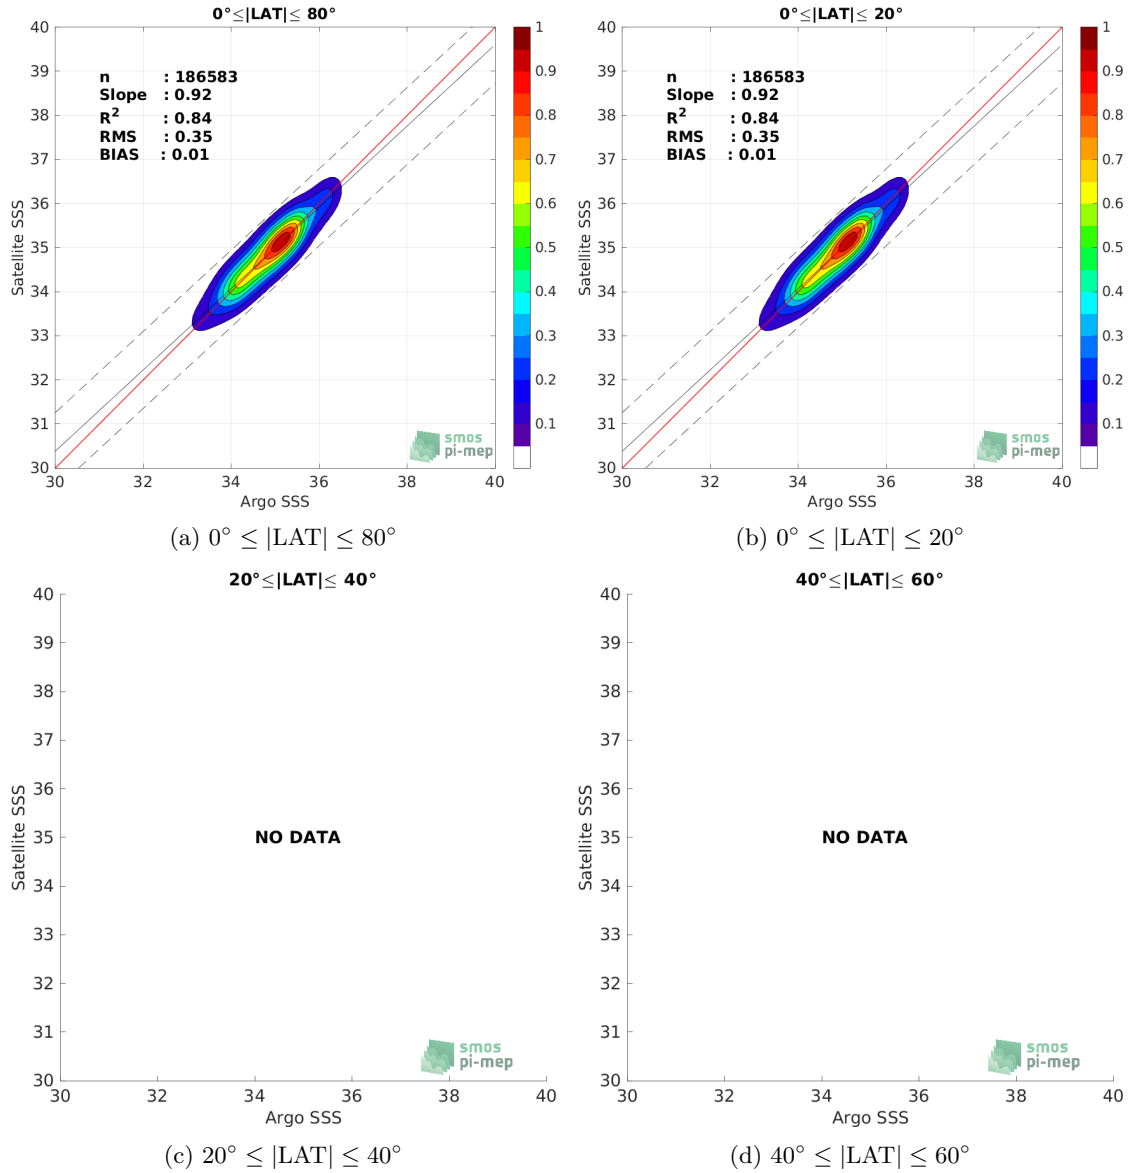 0°≤|LAT|≤ 80°
40
39
38
37
36
35
34
33
32
31
30
30
32
34
36
38
40
Satellite SSS
Argo SSS
n : 186583
Slope : 0.92
R² : 0.84
RMS : 0.35
BIAS : 0.01
1
0.9
0.8
0.7
0.6
0.5
0.4
0.3
0.2
0.1
smos
pi-mep
(a) 0° ≤ |LAT| ≤ 80°
0°≤|LAT|≤ 20°
40
39
38
37
36
35
34
33
32
31
30
30
32
34
36
38
40
Satellite SSS
Argo SSS
n : 186583
Slope : 0.92
R² : 0.84
RMS : 0.35
BIAS : 0.01
1
0.9
0.8
0.7
0.6
0.5
0.4
0.3
0.2
0.1
smos
pi-mep
(b) 0° ≤ |LAT| ≤ 20°
20°≤|LAT|≤ 40°
40
39
38
37
36
35
34
33
32
31
30
30
32
34
36
38
40
Satellite SSS
Argo SSS
NO DATA
smos
pi-mep
(c) 20° ≤ |LAT| ≤ 40°
40°≤|LAT|≤ 60°
40
39
38
37
36
35
34
33
32
31
30
30
32
34
36
38
40
Satellite SSS
Argo SSS
NO DATA
smos
pi-mep
(d) 40° ≤ |LAT| ≤ 60°